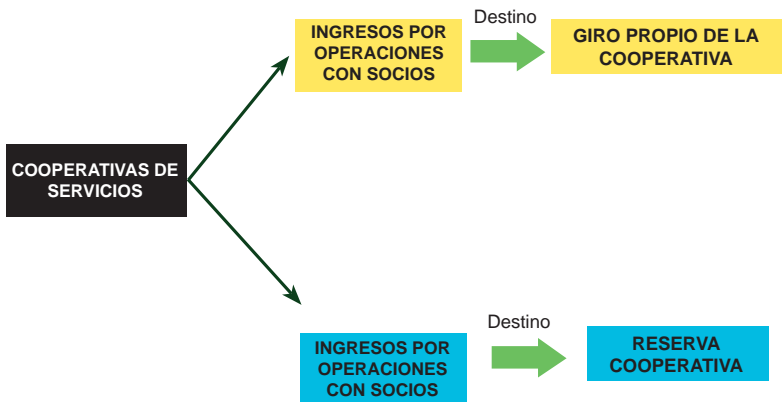 COOPERATIVAS DE
SERVICIOS
INGRESOS POR
OPERACIONES
CON SOCIOS
Destino
GIRO PROPIO DE LA
COOPERATIVA
INGRESOS POR
OPERACIONES
CON SOCIOS
Destino
RESERVA
COOPERATIVA